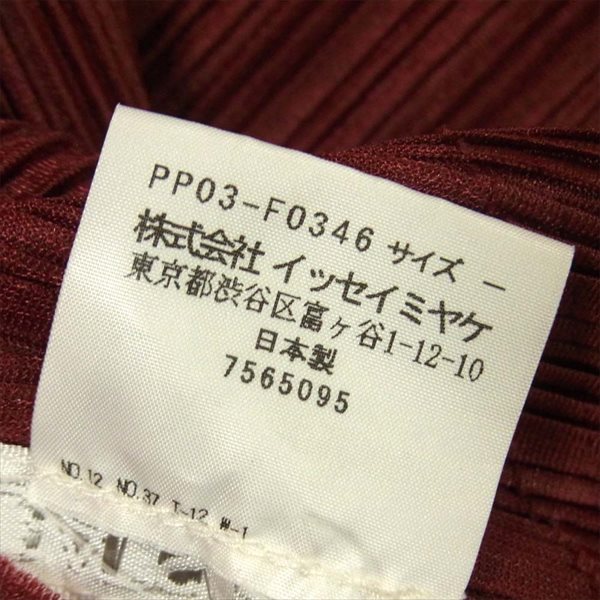 PP03-F0346 サイズ −
株式会社 イッセイミヤケ
東京都渋谷区富ヶ谷1-12-10
日本製
7565095
NO.12 NO.37 T-12 W-1